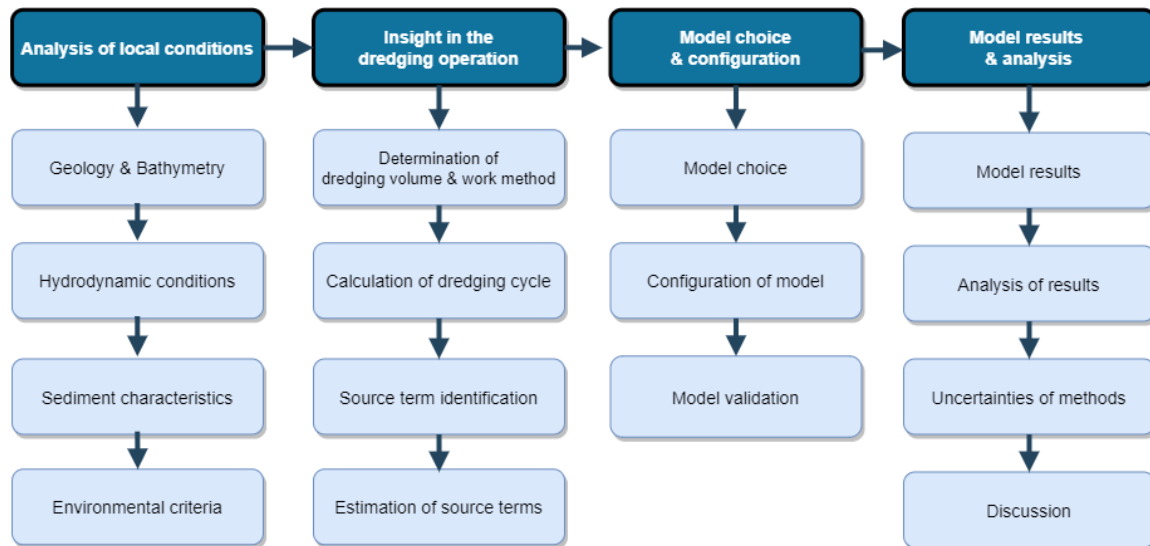 Analysis of local conditions
Geology & Bathymetry
Hydrodynamic conditions
Sediment characteristics
Environmental criteria
Insight in the
dredging operation
Determination of
dredging volume & work method
Calculation of dredging cycle
Source term identification
Estimation of source terms
Model choice
& configuration
Model choice
Configuration of model
Model validation
Model results
& analysis
Model results
Analysis of results
Uncertainties of methods
Discussion